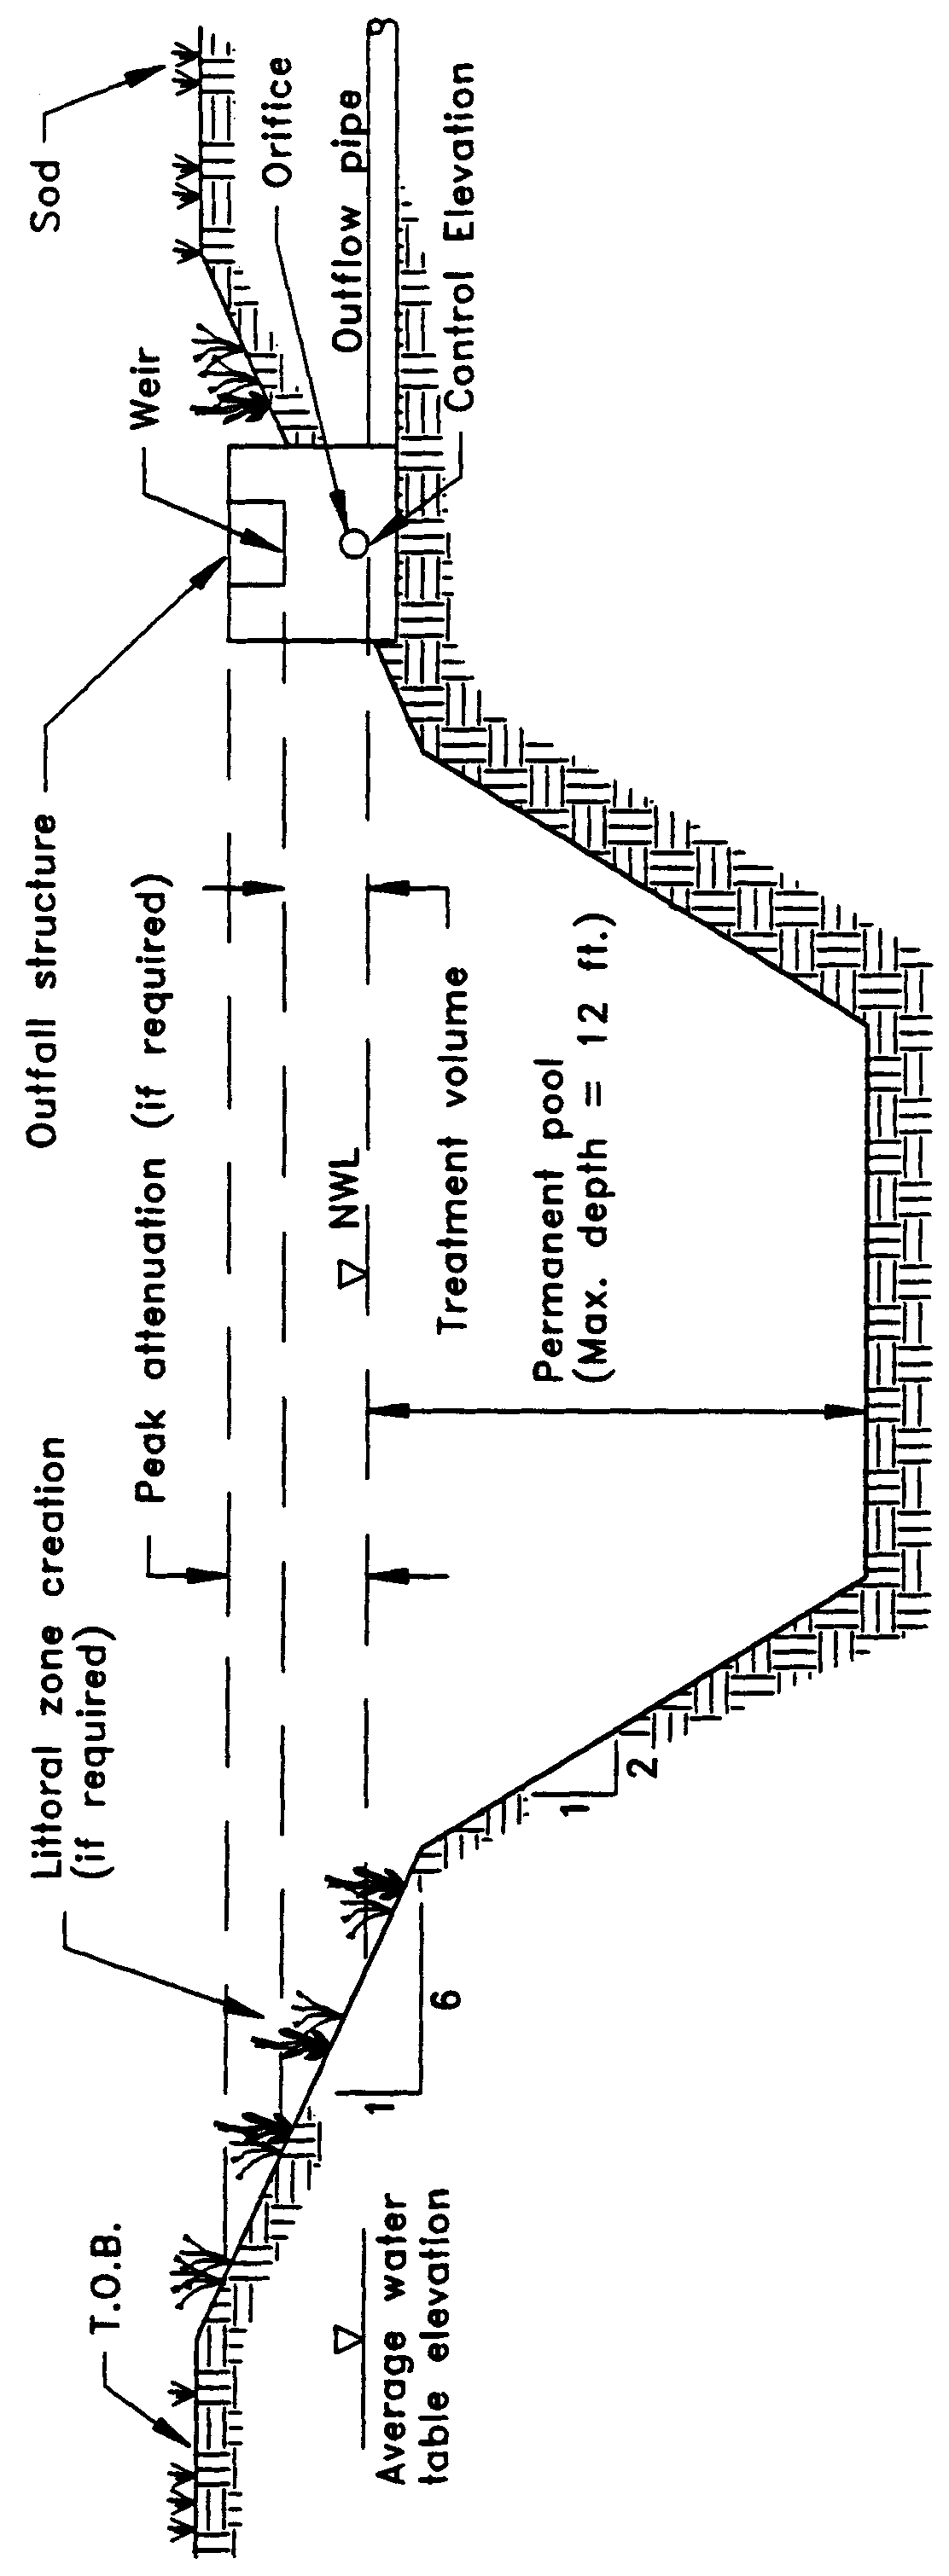 T.O.B.
Average water
table elevation
Littoral zone creation
(if required)
1
6
1
2
Peak attenuation (if required)
NWL
Treatment volume
Permanent pool
(Max. depth = 12 ft.)
Outfall structure
Weir
Sod
Orifice
Outflow pipe
Control Elevation